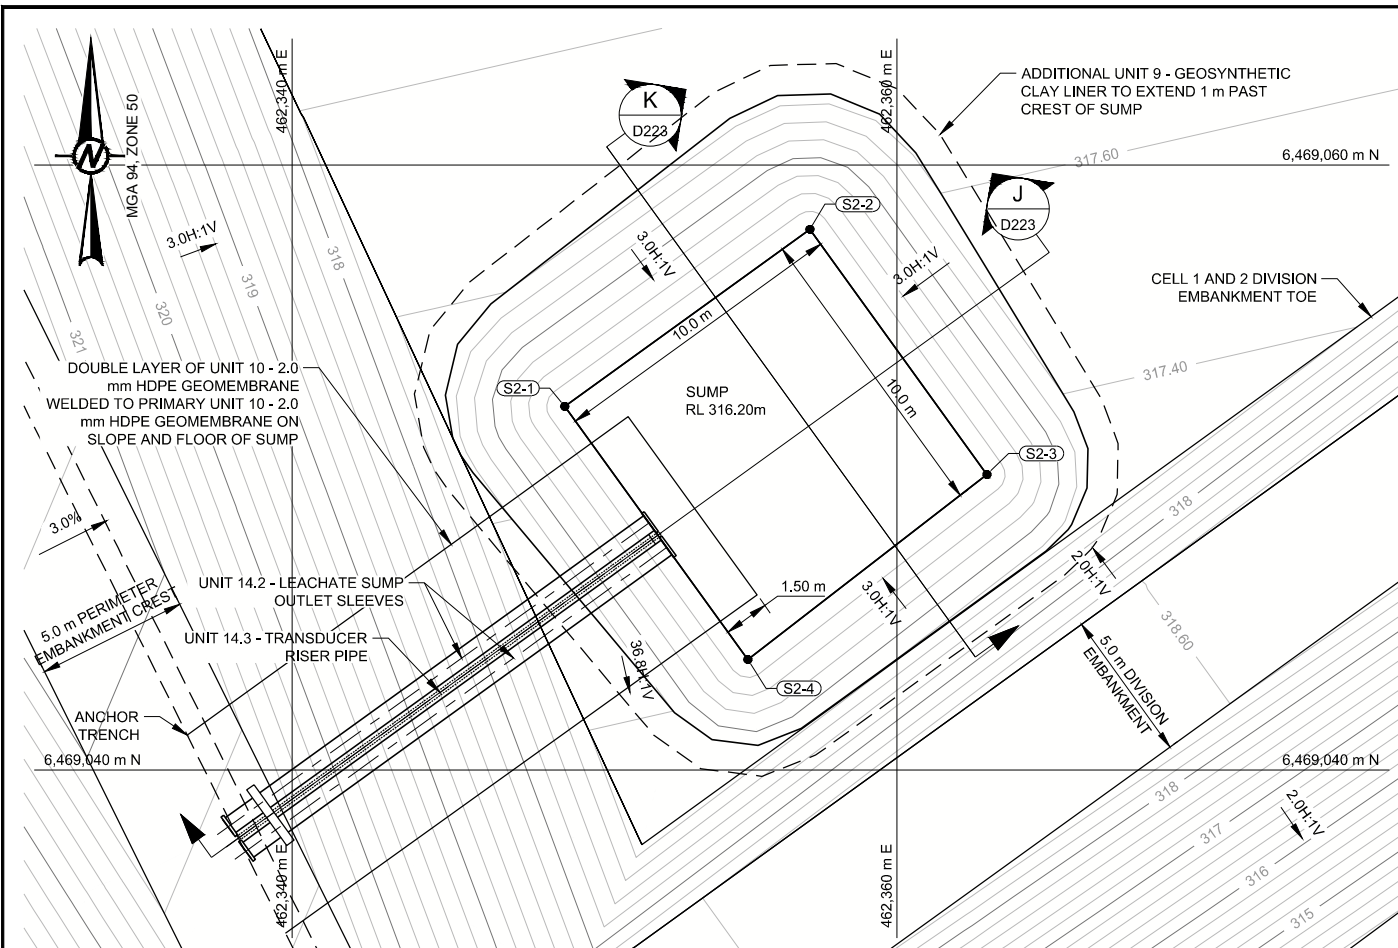 462,340 m E
462,360 m E
K
D223
ADDITIONAL UNIT 9 - GEOSYNTHETIC
CLAY LINER TO EXTEND 1 m PAST
CREST OF SUMP
N
MGA 94, ZONE 50
317.60
6,469,060 m N
J
D223
S2-2
3.0H:1V
318
319
320
321
3.0H:1V
3.0H:1V
CELL 1 AND 2 DIVISION
EMBANKMENT TOE
10.0 m
317.40
DOUBLE LAYER OF UNIT 10 - 2.0
mm HDPE GEOMEMBRANE
WELDED TO PRIMARY UNIT 10 - 2.0
mm HDPE GEOMEMBRANE ON
SLOPE AND FLOOR OF SUMP
S2-1
SUMP
RL 316.20m
10.0 m
S2-3
318
3.0%
UNIT 14.2 - LEACHATE SUMP
OUTLET SLEEVES
1.50 m
3.0H:1V
2.0H:1V
5.0 m PERIMETER
EMBANKMENT CREST
UNIT 14.3 - TRANSDUCER
RISER PIPE
36.8H:1V
S2-4
318.60
5.0 m DIVISION
EMBANKMENT
ANCHOR
TRENCH
6,469,040 m N
6,469,040 m N
318
317
316
315
2.0H:1V
462,340 m E
462,360 m E